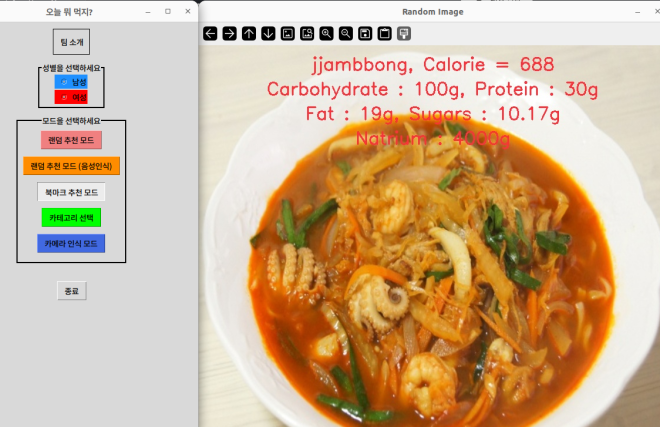 오늘 뭐 먹지?
팀 소개
성별을 선택하세요
남성
여성
모드을 선택하세요
랜덤 추천 모드
랜덤 추천 모드 (음성인식)
북마크 추천 모드
카테고리 선택
카메라 인식 모드
종료
Random Image
jjambbong, Calorie = 688
Carbohydrate : 100g, Protein : 30g
Fat : 19g, Sugars : 10.17g
Natrium : 4000g